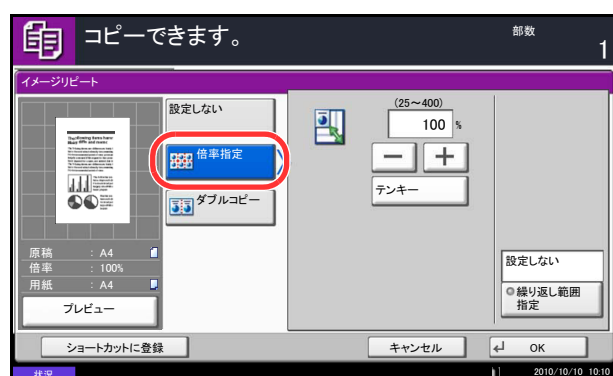 コピーできます。
部数
1
イメージリピート
設定しない
倍率指定
ダブルコピー
(25～400)
100 %
テンキー
原稿 : A4
倍率 : 100%
用紙 : A4
プレビュー
設定しない
繰り返し範囲
指定
ショートカットに登録
キャンセル
OK
状況
2010/10/10 10:10